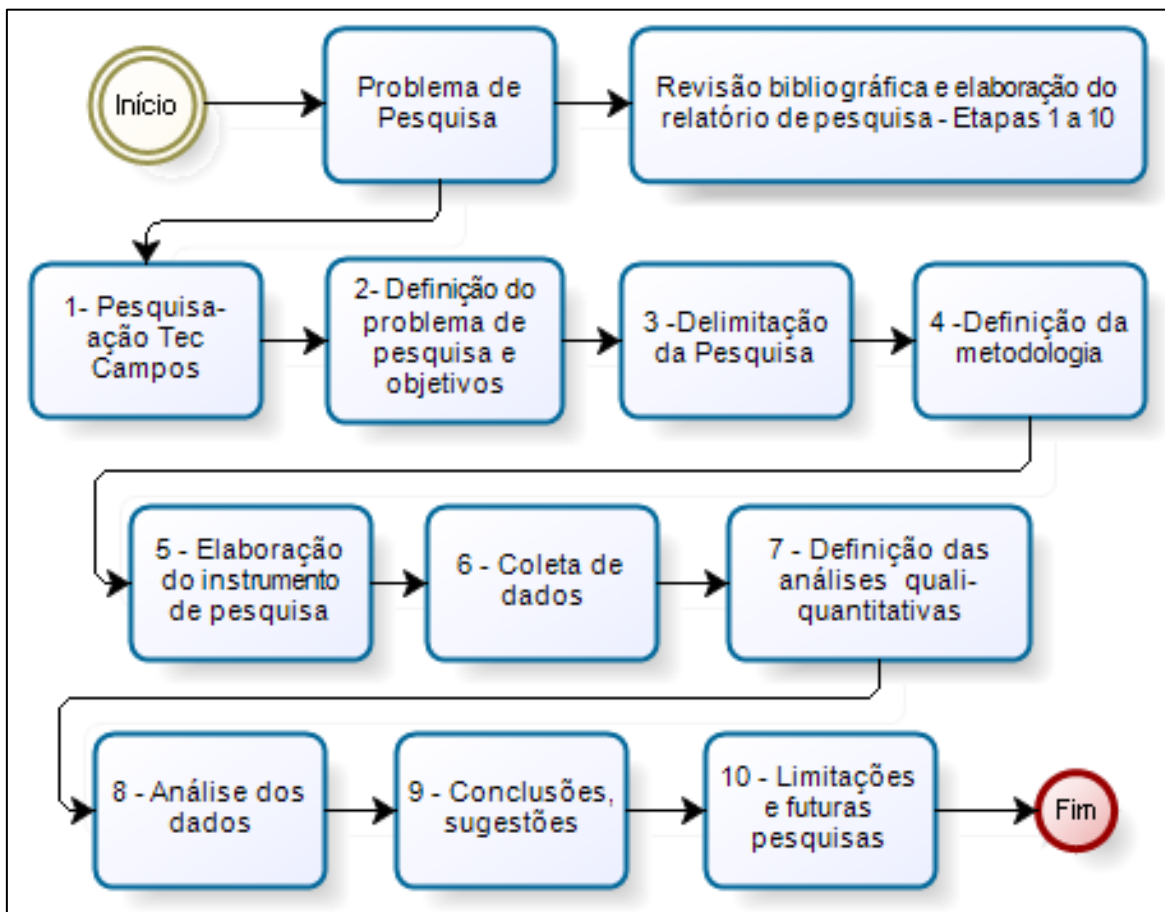 Início
Problema de
Pesquisa
Revisão bibliográfica e elaboração do
relatório de pesquisa - Etapas 1 a 10
1- Pesquisa-
ação Tec
Campos
2- Definição do
problema de
pesquisa e
objetivos
3 -Delimitação
da Pesquisa
4 -Definição da
metodologia
5 - Elaboração
do instrumento
de pesquisa
6 - Coleta de
dados
7 - Definição das
análises quali-
quantitativas
8 - Análise dos
dados
9 - Conclusões,
sugestões
10 - Limitações
e futuras
pesquisas
Fim